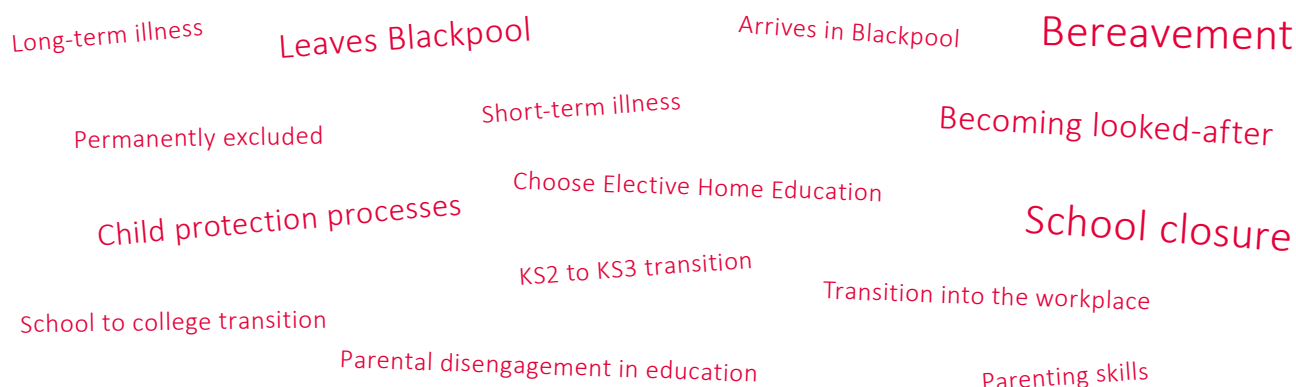 Long-term illness
Leaves Blackpool
Arrives in Blackpool
Bereavement
Short-term illness
Permanently excluded
Becoming looked-after
Choose Elective Home Education
Child protection processes
School closure
KS2 to KS3 transition
Transition into the workplace
School to college transition
Parental disengagement in education
Parenting skills